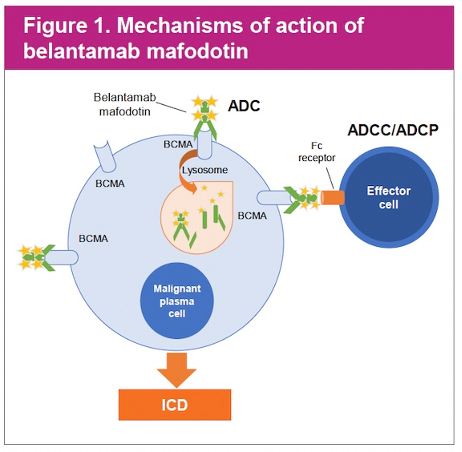 Figure 1. Mechanisms of action of
belantamab mafodotin
Belantamab
mafodotin
ADC
BCMA
Lysosome
BCMA
BCMA
BCMA
ADCC/ADCP
Fc
receptor
Effector
cell
Malignant
plasma
cell
ICD